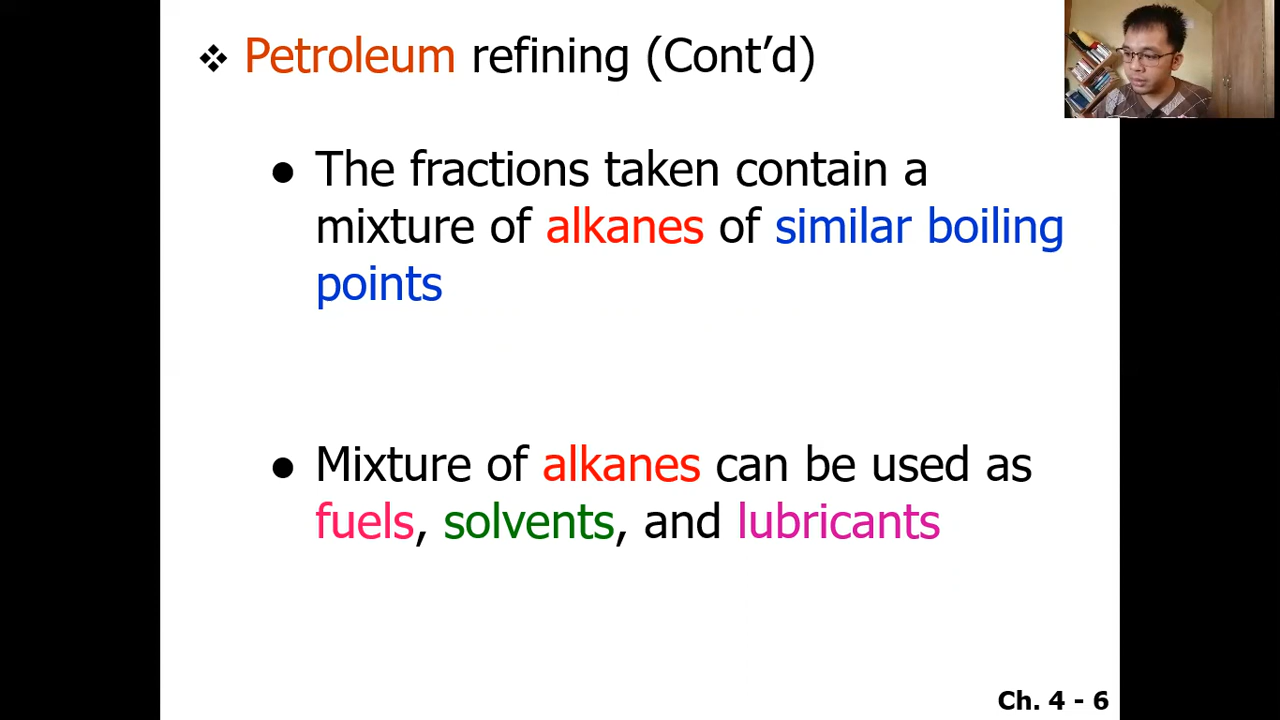 ❖ Petroleum refining (Cont’d)
● The fractions taken contain a
mixture of alkanes of similar boiling
points
● Mixture of alkanes can be used as
fuels, solvents, and lubricants
Ch. 4 - 6